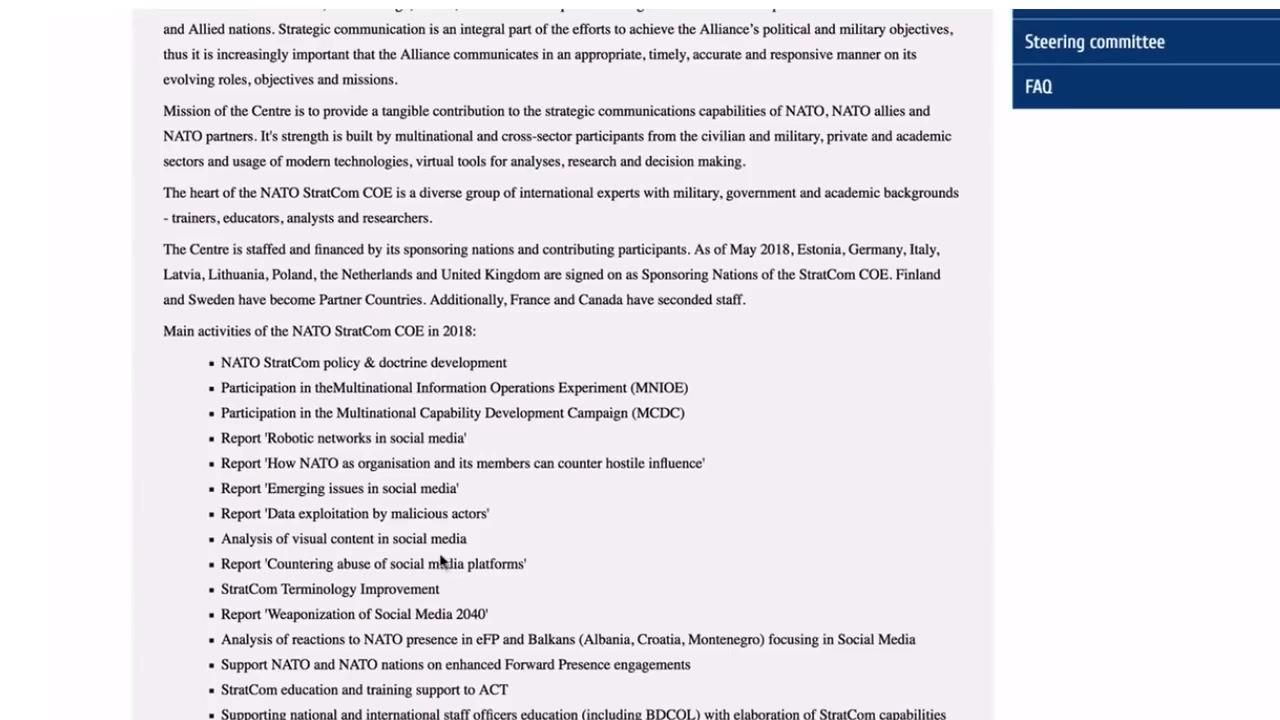 and Allied nations. Strategic communication is an integral part of the efforts to achieve the Alliance's political and military objectives,
thus it is increasingly important that the Alliance communicates in an appropriate, timely, accurate and responsive manner on its
evolving roles, objectives and missions.
Mission of the Centre is to provide a tangible contribution to the strategic communications capabilities of NATO, NATO allies and
NATO partners. It's strength is built by multinational and cross-sector participants from the civilian and military, private and academic
sectors and usage of modern technologies, virtual tools for analyses, research and decision making.
The heart of the NATO StratCom COE is a diverse group of international experts with military, government and academic backgrounds
- trainers, educators, analysts and researchers.
The Centre is staffed and financed by its sponsoring nations and contributing participants. As of May 2018, Estonia, Germany, Italy,
Latvia, Lithuania, Poland, the Netherlands and United Kingdom are signed on as Sponsoring Nations of the StratCom COE. Finland
and Sweden have become Partner Countries. Additionally, France and Canada have seconded staff.
Main activities of the NATO StratCom COE in 2018:
▪ NATO StratCom policy & doctrine development
▪ Participation in theMultinational Information Operations Experiment (MNIOE)
▪ Participation in the Multinational Capability Development Campaign (MCDC)
▪ Report 'Robotic networks in social media'
▪ Report 'How NATO as organisation and its members can counter hostile influence'
▪ Report 'Emerging issues in social media'
▪ Report 'Data exploitation by malicious actors'
▪ Analysis of visual content in social media
▪ Report 'Countering abuse of social media platforms'
▪ StratCom Terminology Improvement
▪ Report 'Weaponization of Social Media 2040'
▪ Analysis of reactions to NATO presence in eFP and Balkans (Albania, Croatia, Montenegro) focusing in Social Media
▪ Support NATO and NATO nations on enhanced Forward Presence engagements
▪ StratCom education and training support to ACT
▪ Supporting national and international staff officers education (including BDCOL) with elaboration of StratCom capabilities
Steering committee
FAQ